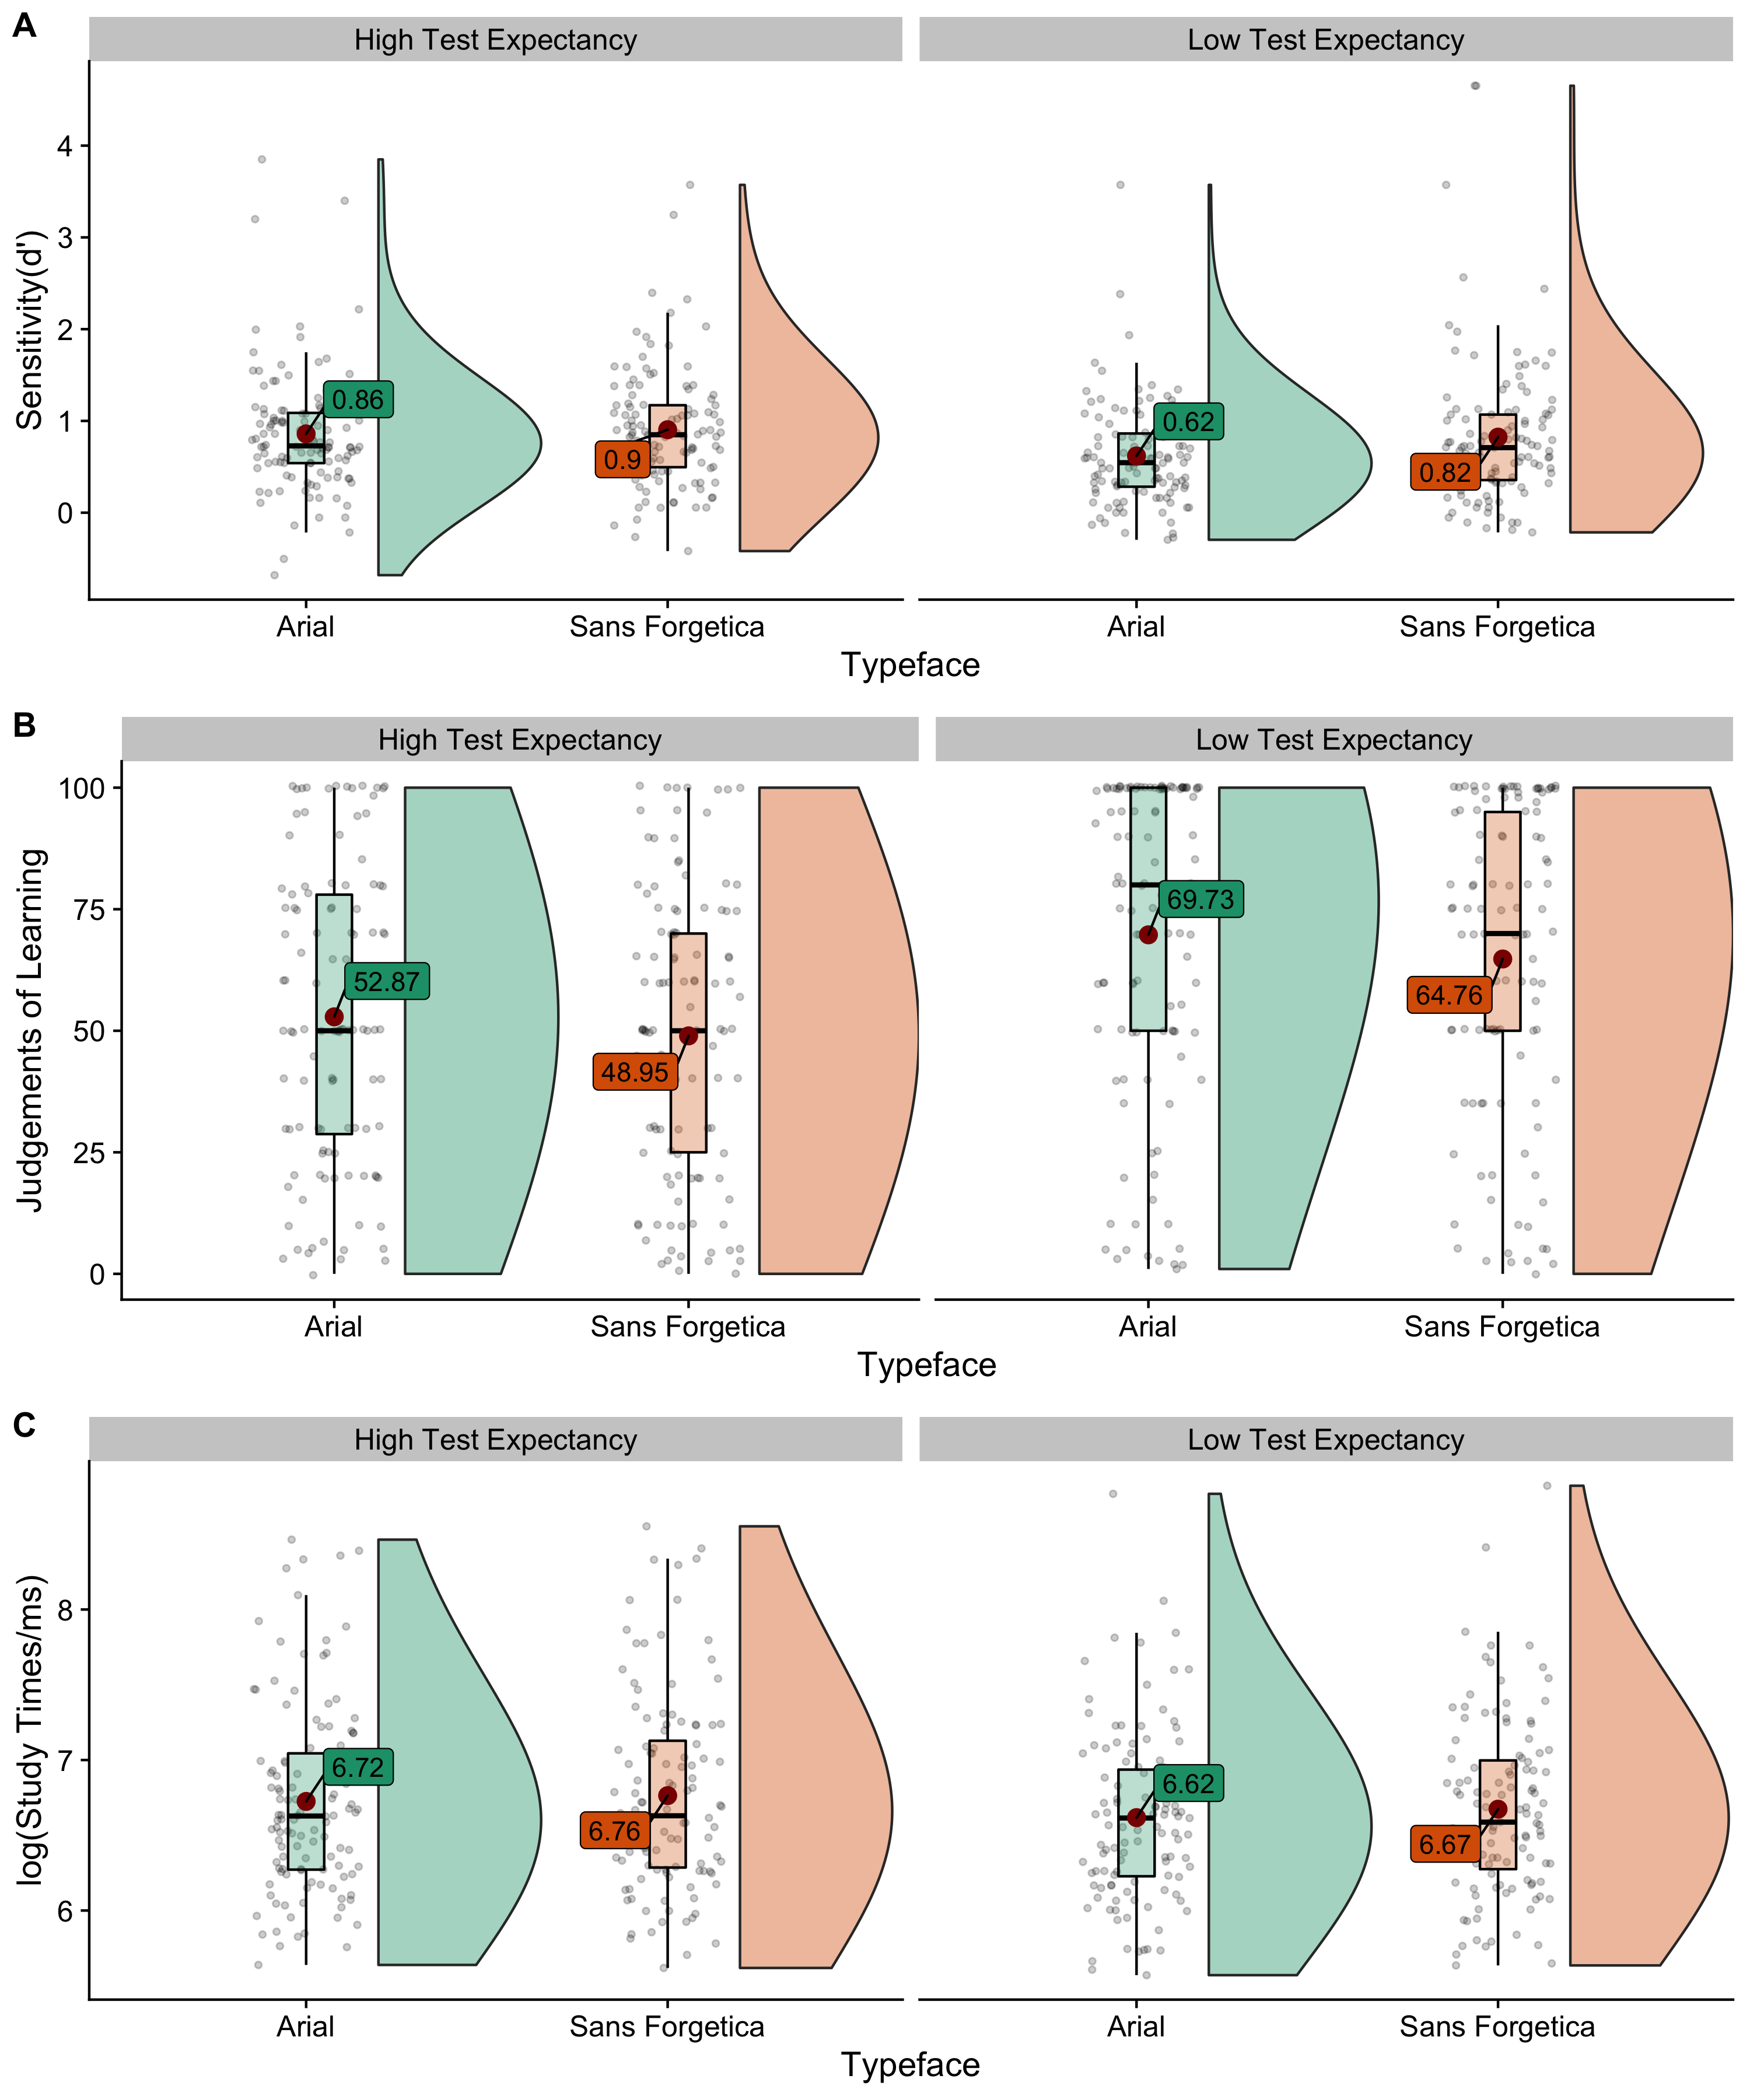 A
High Test Expectancy
Low Test Expectancy
Sensitivity(d')
4
3
2
1
0
0.86
0.9
0.62
0.82
Arial
Sans Forgetica
Arial
Sans Forgetica
Typeface
B
High Test Expectancy
Low Test Expectancy
Judgements of Learning
100
75
50
25
0
52.87
48.95
69.73
64.76
Arial
Sans Forgetica
Arial
Sans Forgetica
Typeface
C
High Test Expectancy
Low Test Expectancy
log(Study Times/ms)
8
7
6
6.72
6.76
6.62
6.67
Arial
Sans Forgetica
Arial
Sans Forgetica
Typeface